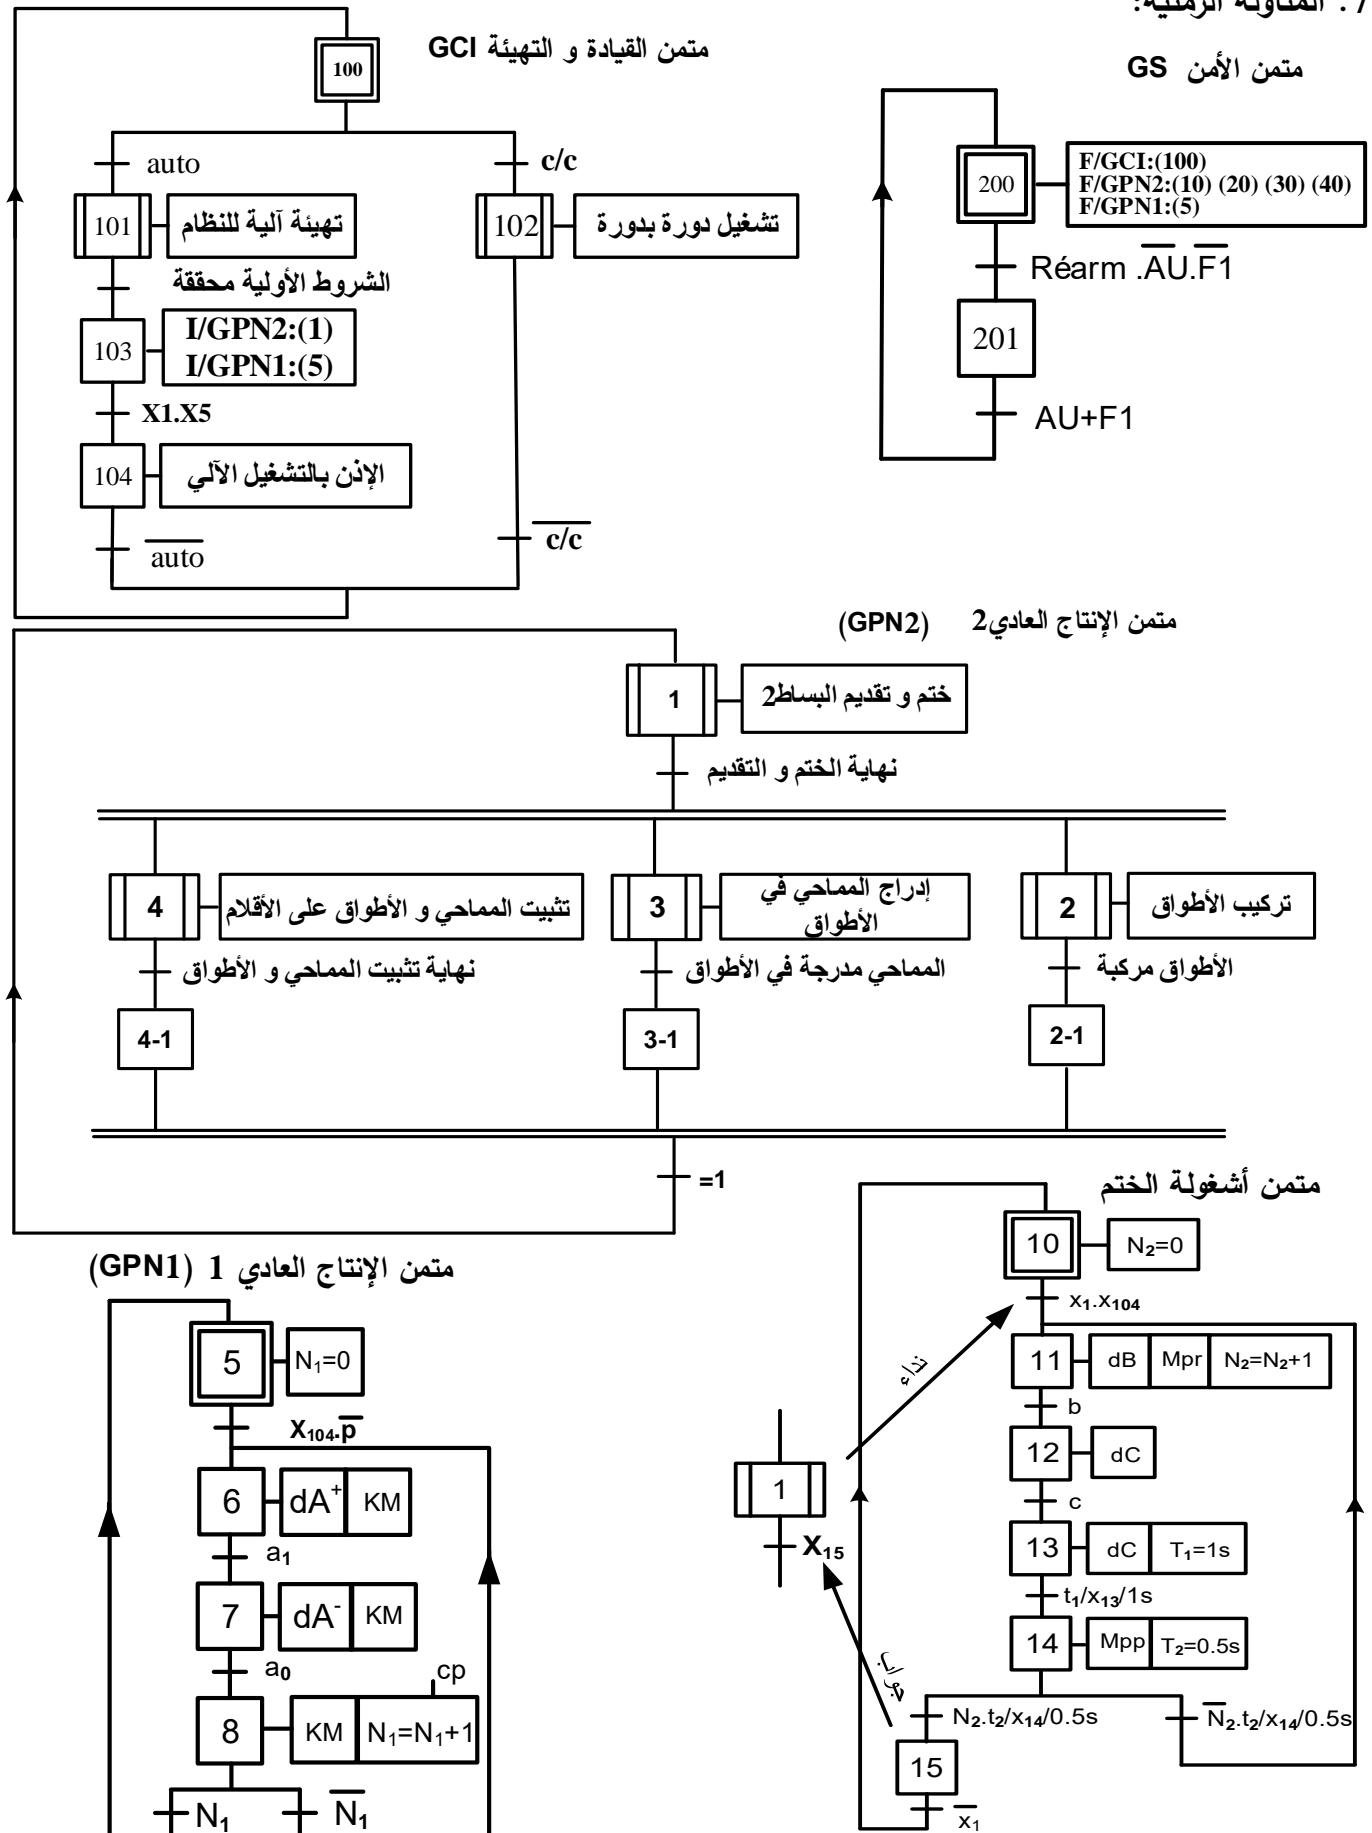 7. المناولة الزمنية:
متمن القيادة و التهيئة GCI
100
auto
c/c
101
تهيئة آلية للنظام
102
تشغيل دورة بدورة
الشروط الأولية محققة
103
I/GPN2:(1)
I/GPN1:(5)
X1.X5
104
الإذن بالتشغيل الآلي
a̅u̅t̅o̅
c̅/̅c̅
متمن الأمن GS
200
F/GCI:(100)
F/GPN2:(10) (20) (30) (40)
F/GPN1:(5)
Réarm .A̅U̅.F̅1̅
201
AU+F1
متمن الإنتاج العادي2 (GPN2)
1
ختم و تقديم البساط2
نهاية الختم و التقديم
4
تثبيت المماحي و الأطواق على الأقلام
3
إدراج المماحي في
الأطواق
2
تركيب الأطواق
نهاية تثبيت المماحي و الأطواق
المماحي مدرجة في الأطواق
الأطواق مركبة
4-1
3-1
2-1
=1
متمن الإنتاج العادي 1 (GPN1)
5
N₁=0
X₁₀₄.p̅
6
dA⁺
KM
a₁
7
dA⁻
KM
a₀
cp
8
KM
N₁=N₁+1
N₁
N̅₁
متمن أشغولة الختم
10
N₂=0
x₁.x₁₀₄
نداء
11
dB
Mpr
N₂=N₂+1
b
12
dC
c
1
X₁₅
13
dC
T₁=1s
t₁/x₁₃/1s
14
Mpp
T₂=0.5s
جواب
N₂.t₂/x₁₄/0.5s
N̅₂.t₂/x₁₄/0.5s
15
x̅₁